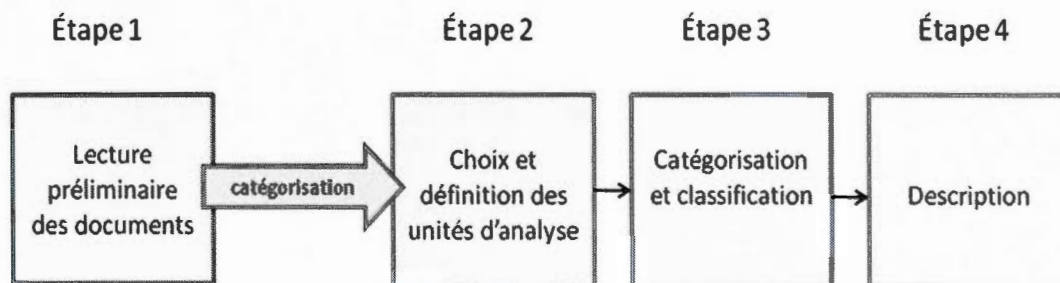 Étape 1
Étape 2
Étape 3
Étape 4
Lecture
préliminaire
des documents
catégorisation
Choix et
définition des
unités d'analyse
Catégorisation
et classification
Description